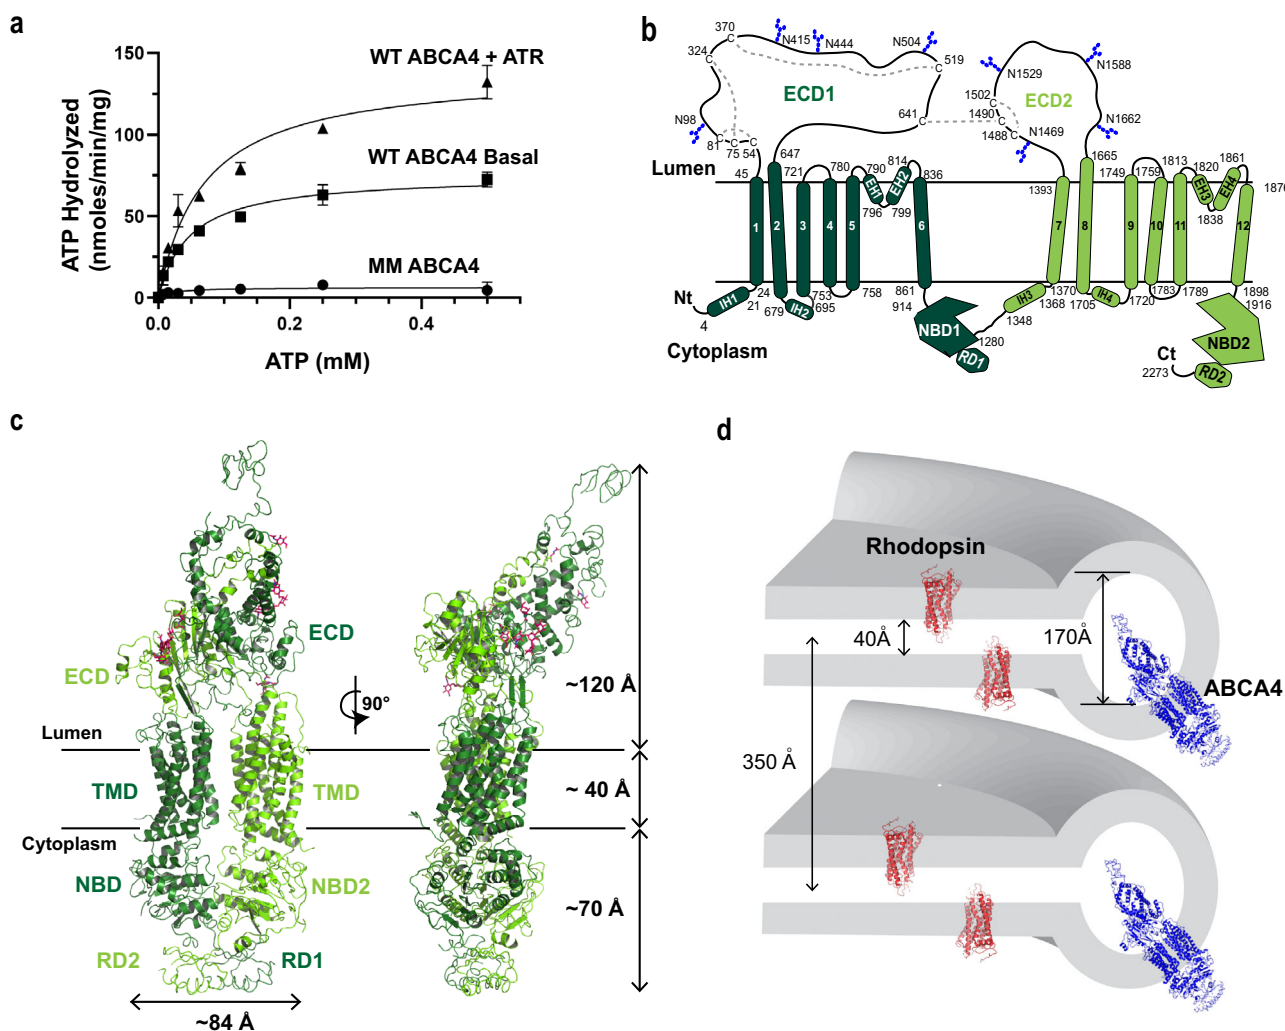 a
150
100
50
0
0.0
0.2
0.4
ATP Hydrolyzed
(nmoles/min/mg)
ATP (mM)
WT ABCA4 + ATR
WT ABCA4 Basal
MM ABCA4
b
370
N415
N444
N504
324
519
N1529
N1588
ECD1
1502
ECD2
1490
641
1488
N98
N1662
N1469
81
75
54
647
1665
Lumen
45
721
780
790
814
836
1393
1749
1759
1813
1820
1861
1870
EH1
EH2
796
799
EH3
EH4
1838
1
2
3
4
5
6
7
8
9
10
11
12
Nt
IH1
24
21
679
IH2
753
695
758
861
914
IH3
1370
1368
1705
IH4
1720
1783
1789
1898
1916
4
1348
NBD1
1280
RD1
NBD2
Cytoplasm
Ct
2273
RD2
c
ECD
ECD
90°
~120 Å
Lumen
TMD
TMD
~ 40 Å
Cytoplasm
NBD
NBD2
~70 Å
RD2
RD1
~84 Å
d
Rhodopsin
40Å
170Å
ABCA4
350 Å